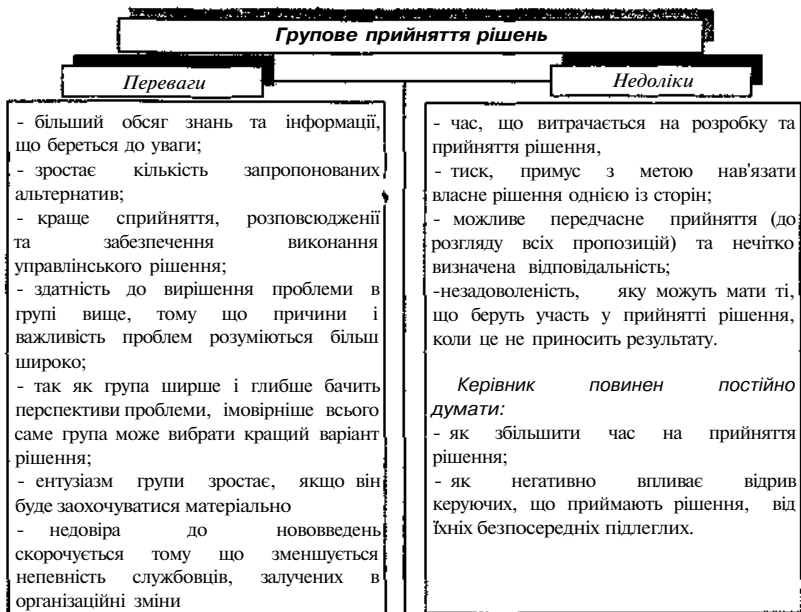 Групове прийняття рішень
Переваги
- більший обсяг знань та інформації,
що береться до уваги;
- зростає кількість запропонованих
альтернатив;
- краще сприйняття, розповсюдженії
та забезпечення виконання
управлінського рішення;
- здатність до вирішення проблеми в
групі вище, тому що причини і
важливість проблем розуміються більш
широко;
- так як група ширше і глибше бачить
перспективи проблеми, імовірніше всього
саме група може вибрати кращий варіант
рішення;
- ентузіазм групи зростає, якщо він
буде заохочуватися матеріально
- недовіра до нововведень
скорочується тому що зменшується
непевність службовців, залучених в
організаційні зміни
Недоліки
- час, що витрачається на розробку та
прийняття рішення,
- тиск, примус з метою нав'язати
власне рішення однією із сторін;
- можливе передчасне прийняття (до
розгляду всіх пропозицій) та нечітко
визначена відповідальність;
-незадоволеність, яку можуть мати ті,
що беруть участь у прийнятті рішення,
коли це не приносить результату.
Керівник повинен постійно
думати:
- як збільшити час на прийняття
рішення;
- як негативно впливає відрив
керуючих, що приймають рішення, від
їхніх безпосередніх підлеглих.